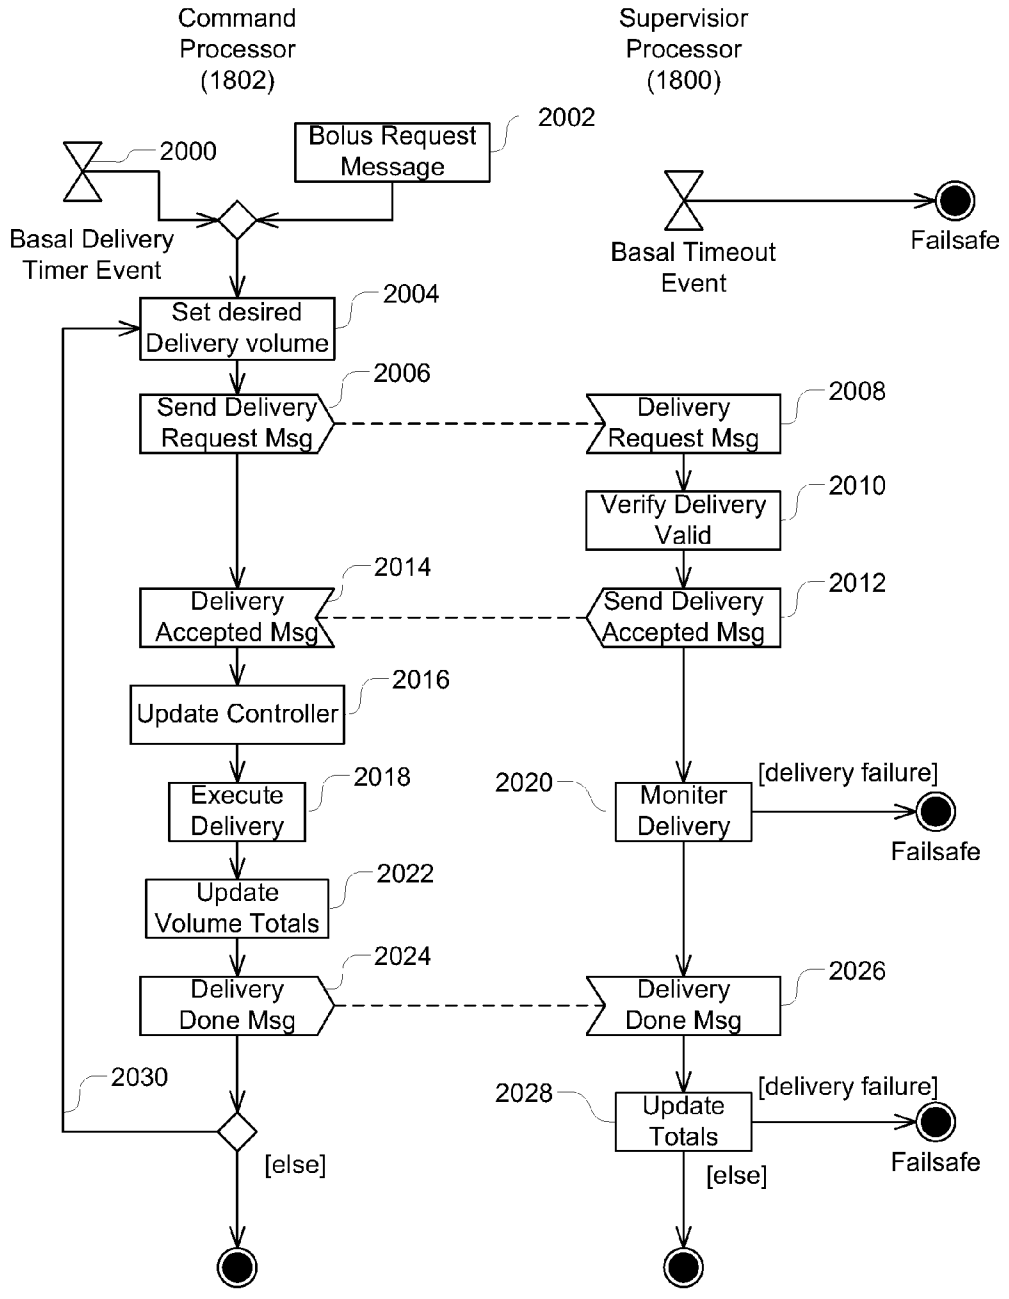 Command
Processor
(1802)
Supervisior
Processor
(1800)
2000
Bolus Request
Message
2002
Basal Delivery
Timer Event
Basal Timeout
Event
Failsafe
Set desired
Delivery volume
2004
Send Delivery
Request Msg
2006
Delivery
Request Msg
2008
Verify Delivery
Valid
2010
Delivery
Accepted Msg
2014
Send Delivery
Accepted Msg
2012
Update Controller
2016
Execute
Delivery
2018
2020
Moniter
Delivery
[delivery failure]
Failsafe
Update
Volume Totals
2022
Delivery
Done Msg
2024
Delivery
Done Msg
2026
2030
[else]
2028
Update
Totals
[delivery failure]
Failsafe
[else]